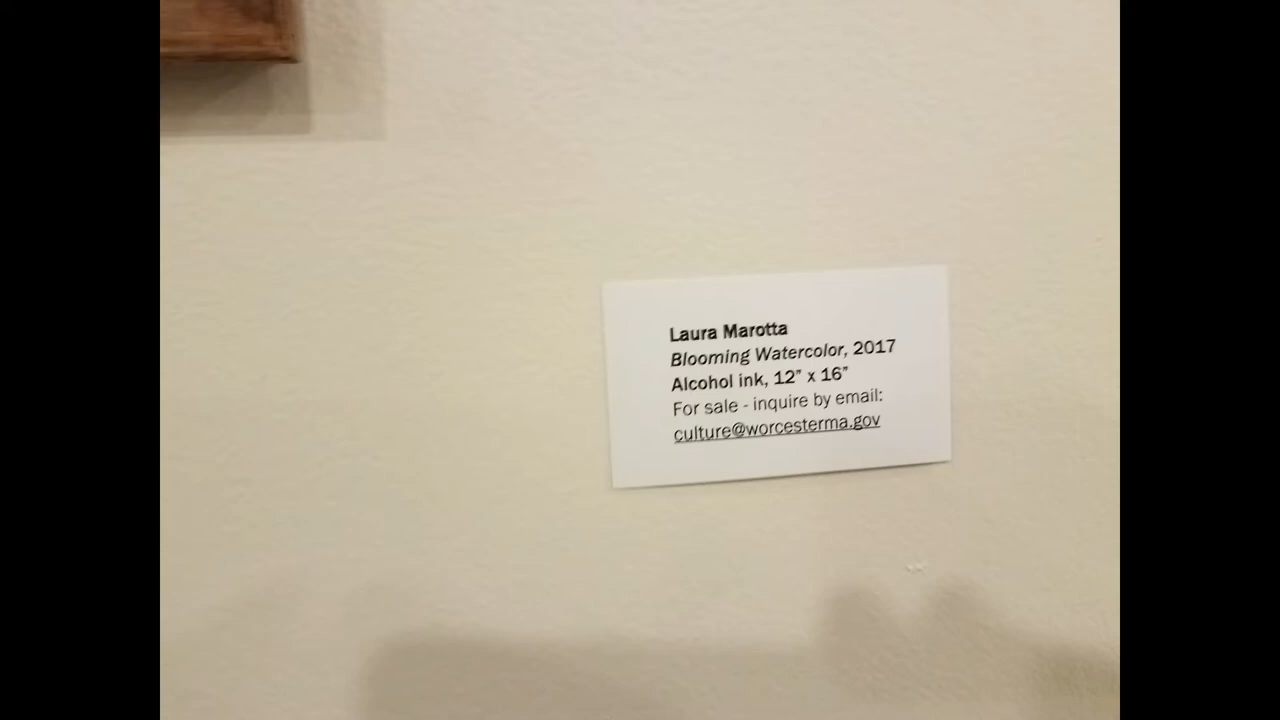 Laura Marotta
Blooming Watercolor, 2017
Alcohol ink, 12” x 16”
For sale - inquire by email:
culture@worcesterma.gov